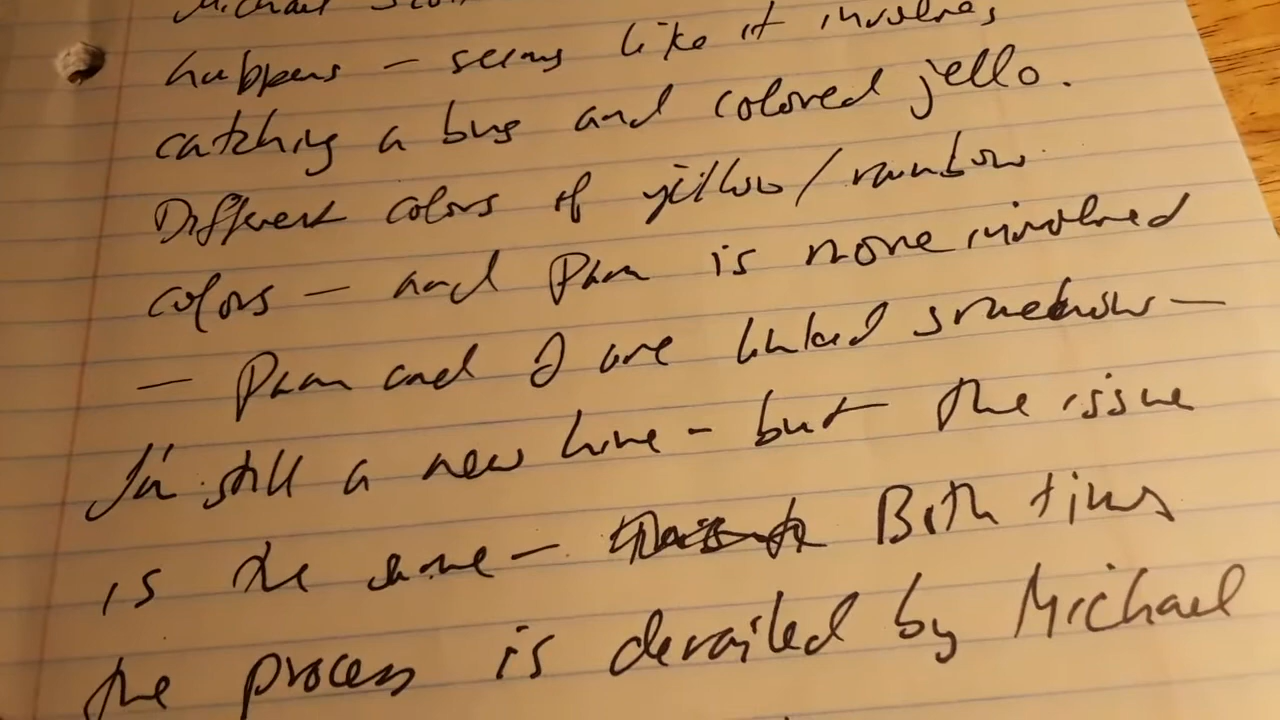 Michael
happens — seems like it involves
catching a bug and colored jello.
Different colors of yellow/rainbow
colors — and Pam is more involved
— Pam and I are linked somehow —
I'm still a new hire — but the issue
is the same — Both times
the process is derailed by Michael